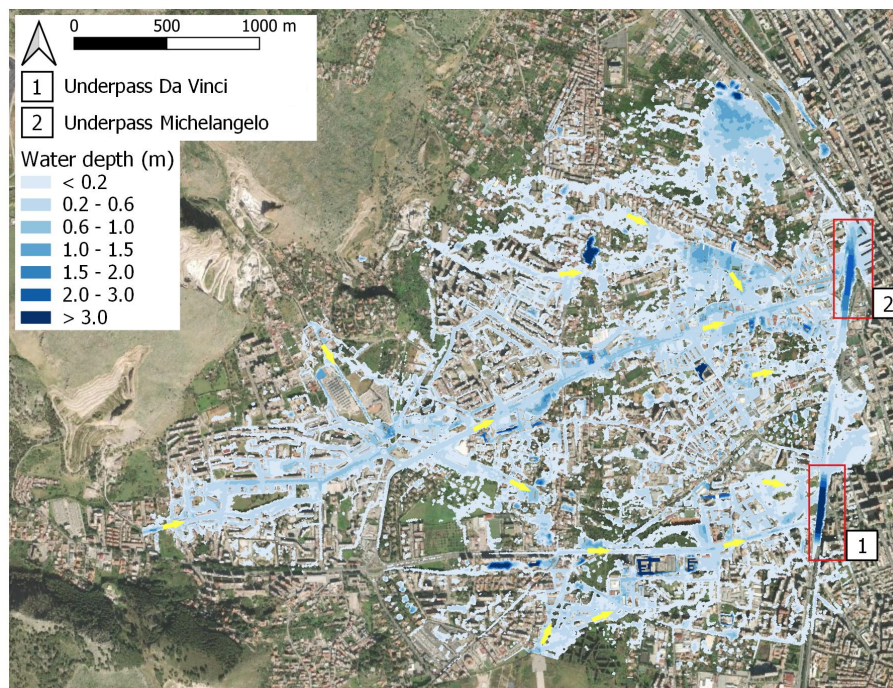 0 500 1000 m
1 Underpass Da Vinci
2 Underpass Michelangelo
Water depth (m)
< 0.2
0.2 - 0.6
0.6 - 1.0
1.0 - 1.5
1.5 - 2.0
2.0 - 3.0
> 3.0
2
1